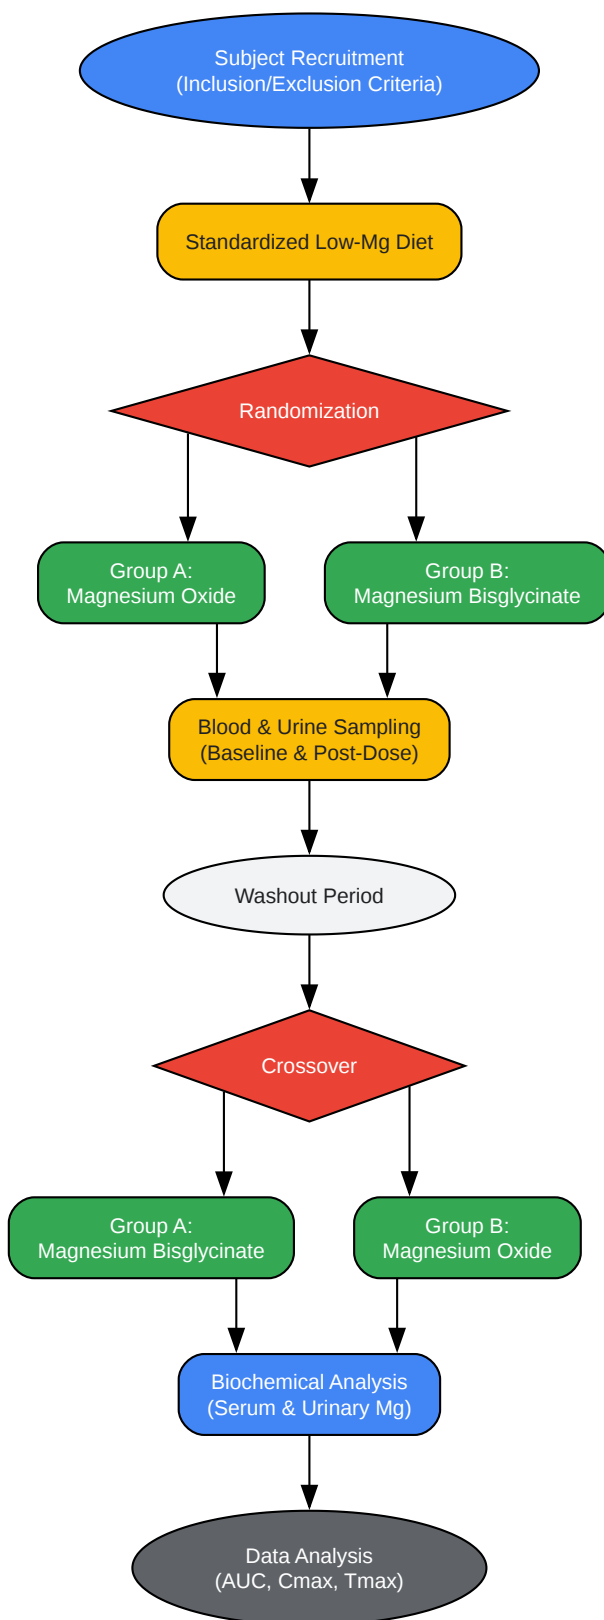 Subject Recruitment
(Inclusion/Exclusion Criteria)
Standardized Low-Mg Diet
Randomization
Group A:
Magnesium Oxide
Group B:
Magnesium Bisglycinate
Blood & Urine Sampling
(Baseline & Post-Dose)
Washout Period
Crossover
Group A:
Magnesium Bisglycinate
Group B:
Magnesium Oxide
Biochemical Analysis
(Serum & Urinary Mg)
Data Analysis
(AUC, Cmax, Tmax)